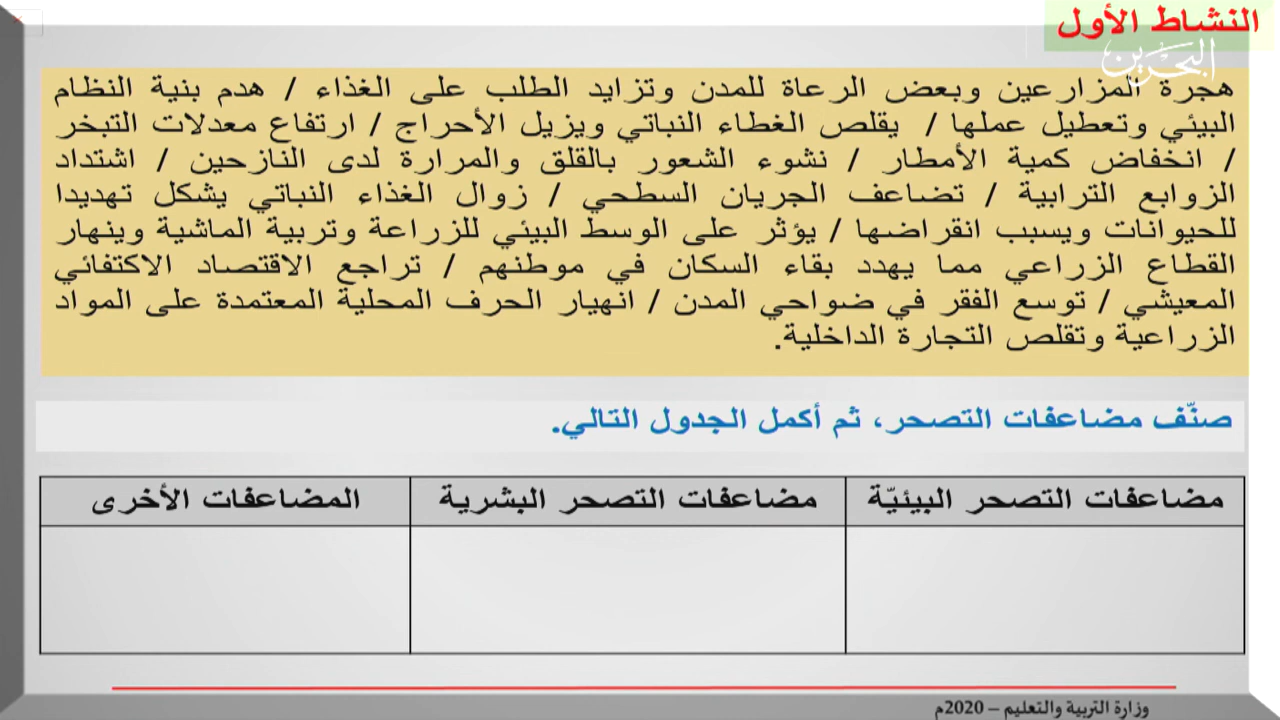 النشاط الأول
البحرين
هجرة المزارعين وبعض الرعاة للمدن وتزايد الطلب على الغذاء / هدم بنية النظام
البيئي وتعطيل عملها / يقلص الغطاء النباتي ويزيل الأحراج / ارتفاع معدلات التبخر
/ انخفاض كمية الأمطار / نشوء الشعور بالقلق والمرارة لدى النازحين / اشتداد
الزوابع الترابية / تضاعف الجريان السطحي / زوال الغذاء النباتي يشكل تهديدا
للحيوانات ويسبب انقراضها / يؤثر على الوسط البيئي للزراعة وتربية الماشية وينهار
القطاع الزراعي مما يهدد بقاء السكان في موطنهم / تراجع الاقتصاد الاكتفائي
المعيشي / توسع الفقر في ضواحي المدن / انهيار الحرف المحلية المعتمدة على المواد
الزراعية وتقلص التجارة الداخلية.
صنّف مضاعفات التصحر، ثم أكمل الجدول التالي.
مضاعفات التصحر البيئيّة
مضاعفات التصحر البشرية
المضاعفات الأخرى
وزارة التربية والتعليم – 2020م